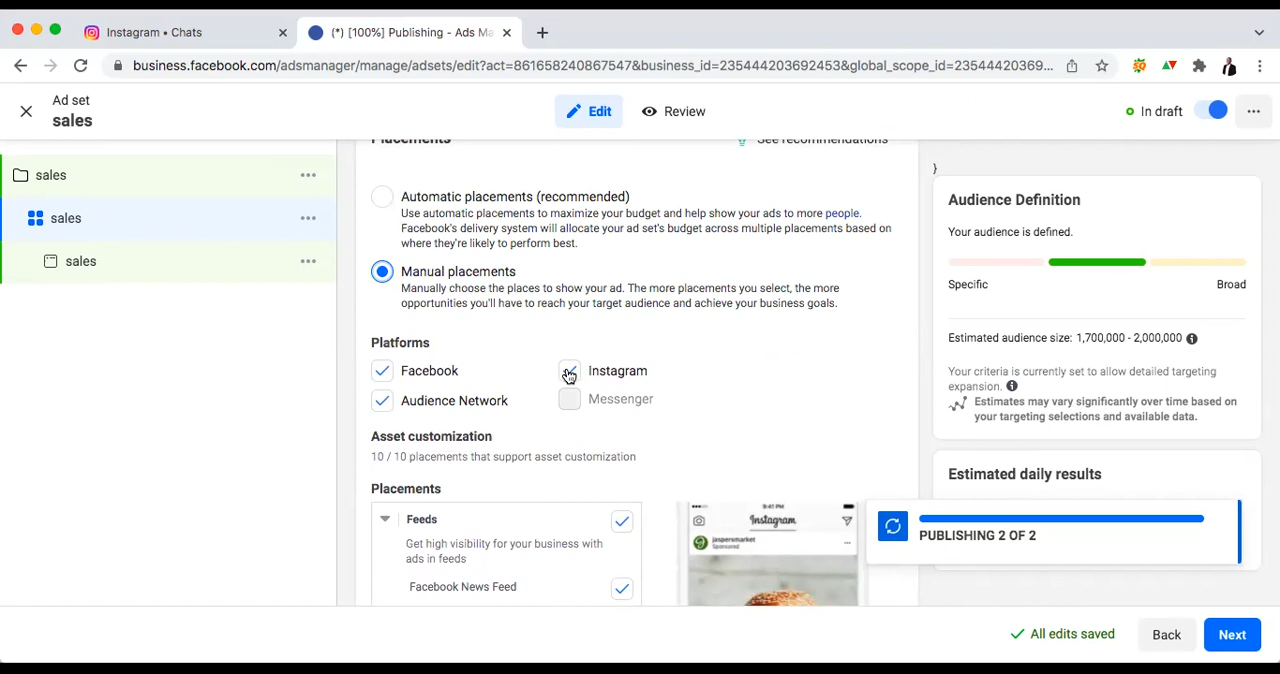 Instagram • Chats
(*) [100%] Publishing - Ads Ma
business.facebook.com/adsmanager/manage/adsets/edit?act=861658240867547&business_id=235444203692453&global_scope_id=23544420369...
Ad set
sales
Edit
Review
In draft
sales
sales
sales
Placements
See recommendations
Automatic placements (recommended)
Use automatic placements to maximize your budget and help show your ads to more people.
Facebook's delivery system will allocate your ad set's budget across multiple placements based on
where they're likely to perform best.
Manual placements
Manually choose the places to show your ad. The more placements you select, the more
opportunities you'll have to reach your target audience and achieve your business goals.
Platforms
Facebook
Instagram
Audience Network
Messenger
Asset customization
10 / 10 placements that support asset customization
Placements
Feeds
Get high visibility for your business with
ads in feeds
Facebook News Feed
9:41 PM
Instagram
jaspersmarket
Sponsored
}
Audience Definition
Your audience is defined.
Specific
Broad
Estimated audience size: 1,700,000 - 2,000,000
Your criteria is currently set to allow detailed targeting
expansion.
Estimates may vary significantly over time based on
your targeting selections and available data.
Estimated daily results
PUBLISHING 2 OF 2
All edits saved
Back
Next